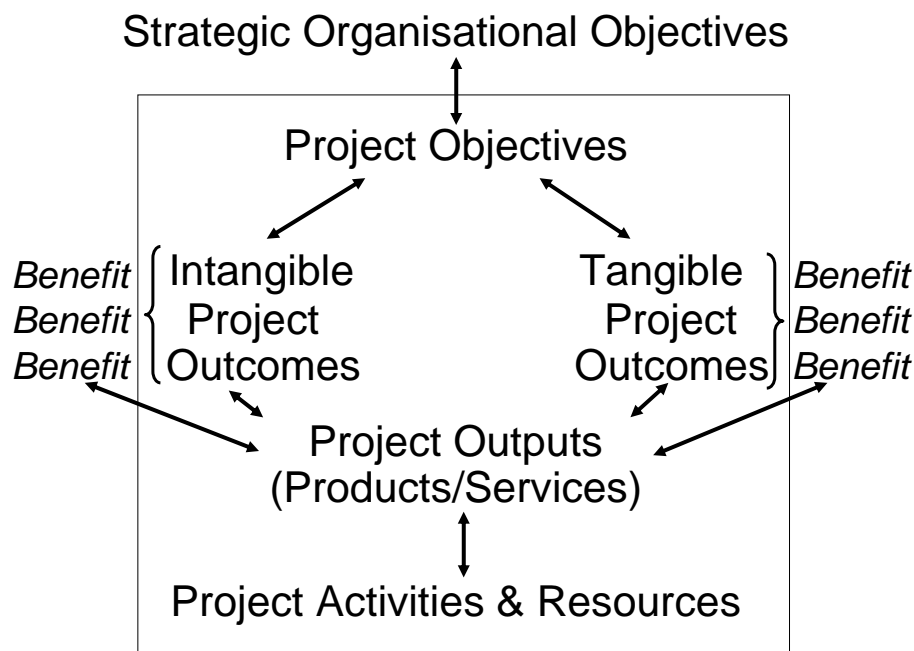 Strategic Organisational Objectives
Project Objectives
Benefit
Benefit
Benefit
Intangible
Project
Outcomes
Tangible
Project
Outcomes
Benefit
Benefit
Benefit
Project Outputs
(Products/Services)
Project Activities & Resources